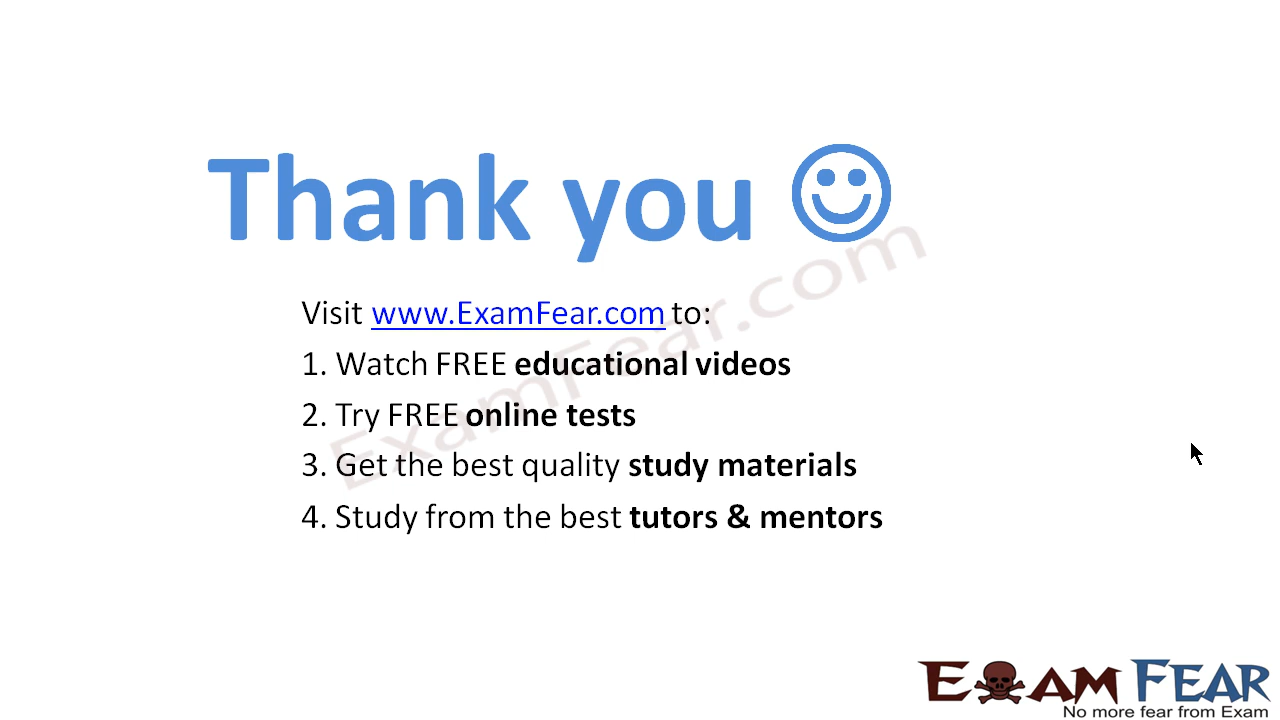 Thank you
Visit www.ExamFear.com to:
1. Watch FREE educational videos
2. Try FREE online tests
3. Get the best quality study materials
4. Study from the best tutors & mentors
ExamFear.com
EXAM FEAR
No more fear from Exam